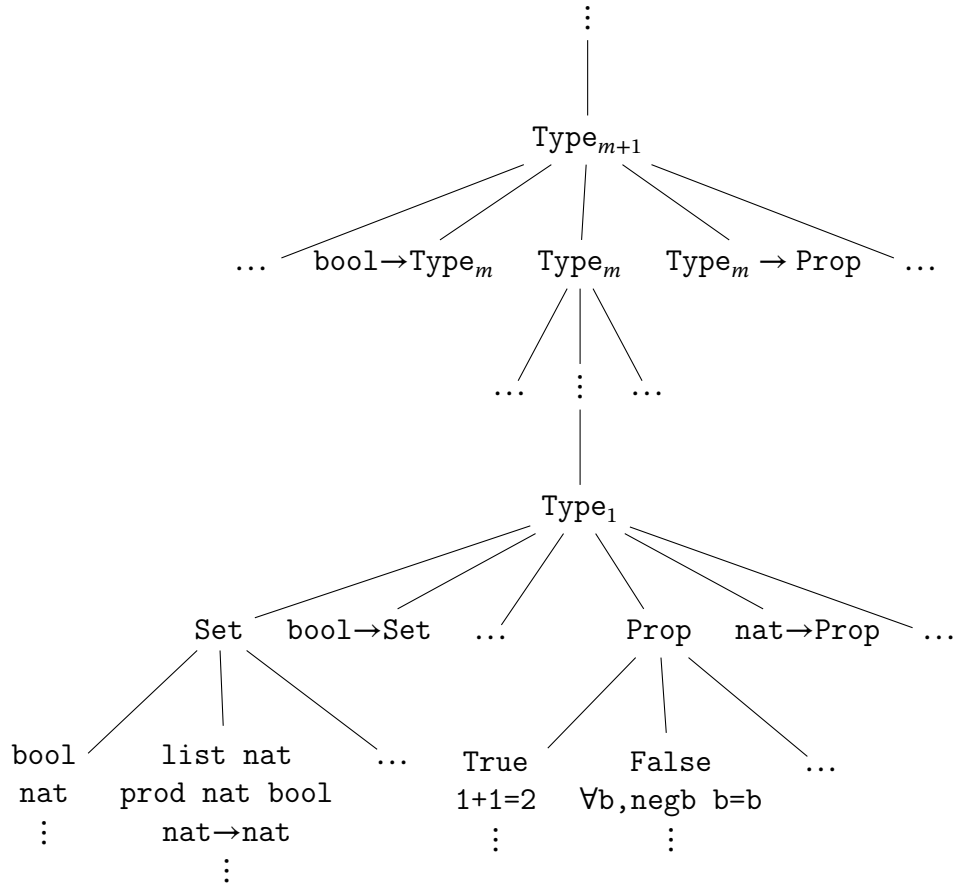 ⋮
Type_{m+1}
… bool→Type_m Type_m Type_m → Prop …
… ⋮ …
Type_1
Set bool→Set … Prop nat→Prop …
bool list nat … True False …
nat prod nat bool 1+1=2 ∀b,negb b=b
⋮ nat→nat ⋮ ⋮
⋮